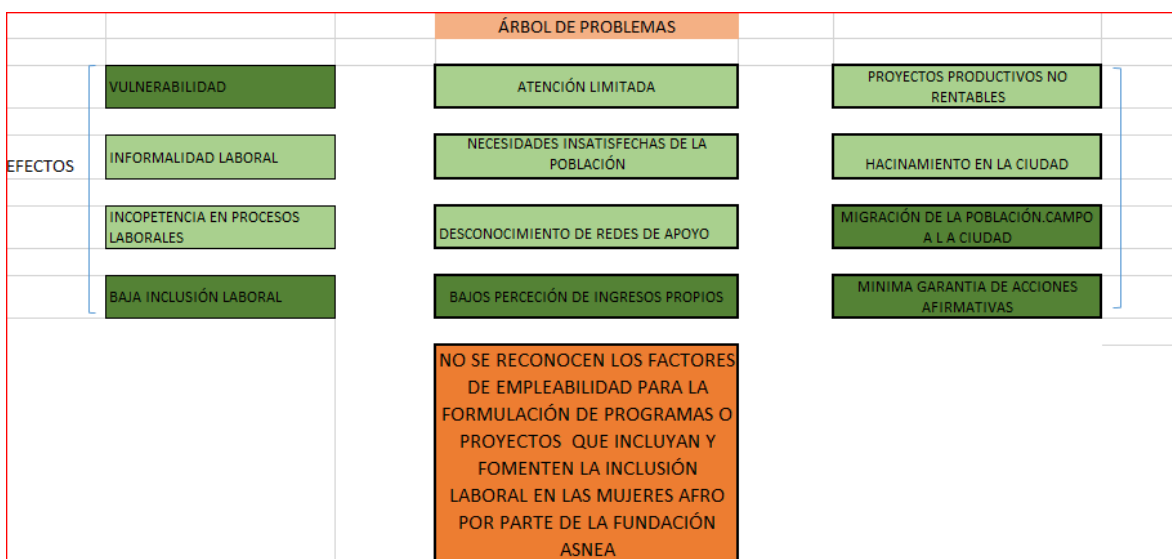 ÁRBOL DE PROBLEMAS
VULNERABILIDAD
ATENCIÓN LIMITADA
PROYECTOS PRODUCTIVOS NO
RENTABLES
EFECTOS
INFORMALIDAD LABORAL
NECESIDADES INSATISFECHAS DE LA
POBLACIÓN
HACINAMIENTO EN LA CIUDAD
INCOPETENCIA EN PROCESOS
LABORALES
DESCONOCIMIENTO DE REDES DE APOYO
MIGRACIÓN DE LA POBLACIÓN.CAMPO
A L A CIUDAD
BAJA INCLUSIÓN LABORAL
BAJOS PERCECIÓN DE INGRESOS PROPIOS
MINIMA GARANTIA DE ACCIONES
AFIRMATIVAS
NO SE RECONOCEN LOS FACTORES
DE EMPLEABILIDAD PARA LA
FORMULACIÓN DE PROGRAMAS O
PROYECTOS QUE INCLUYAN Y
FOMENTEN LA INCLUSIÓN
LABORAL EN LAS MUJERES AFRO
POR PARTE DE LA FUNDACIÓN
ASNEA